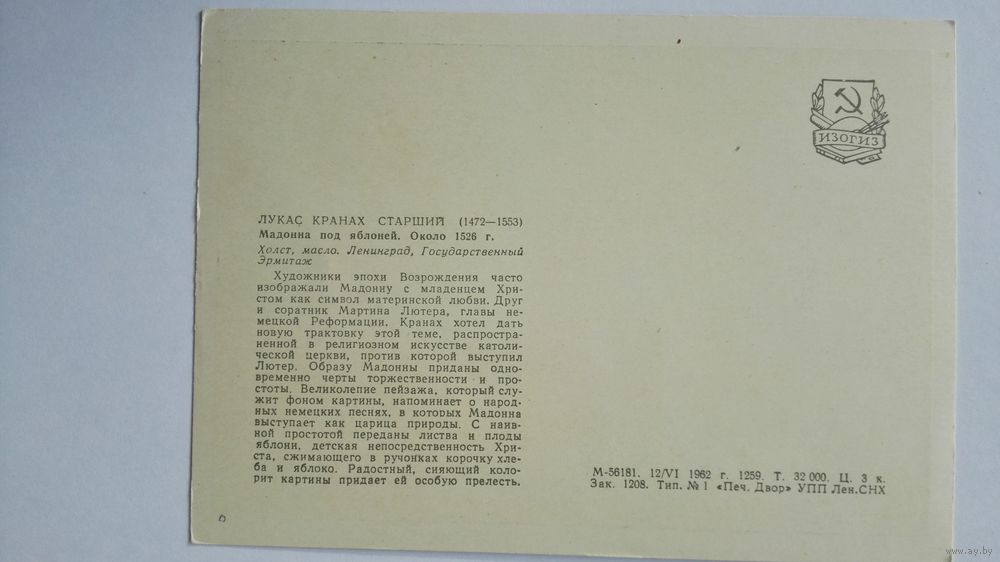 ИЗОГИЗ
ЛУКАС КРАНАХ СТАРШИЙ (1472—1553)
Мадонна под яблоней. Около 1526 г.
Холст, масло. Ленинград, Государственный
Эрмитаж
Художники эпохи Возрождения часто
изображали Мадонну с младенцем Хри-
стом как символ материнской любви. Друг
и соратник Мартина Лютера, главы не-
мецкой Реформации. Кранах хотел дать
новую трактовку этой теме, распростра-
ненной в религиозном искусстве католи-
ческой церкви, против которой выступил
Лютер. Образу Мадонны приданы одно-
временно черты торжественности и про-
стоты. Великолепие пейзажа, который слу-
жит фоном картины, напоминает о народ-
ных немецких песнях, в которых Мадонна
выступает как царица природы. С наив-
ной простотой переданы листва и плоды
яблони, детская непосредственность Хри-
ста, сжимающего в ручонках корочку хле-
ба и яблоко. Радостный, сияющий коло-
рит картины придает ей особую прелесть.
М-56181. 12/VI 1962 г. 1259. Т. 32 000. Ц. 3 к.
Зак. 1208. Тип. № 1 «Печ. Двор» УПП Лен.СНХ
www.ay.by